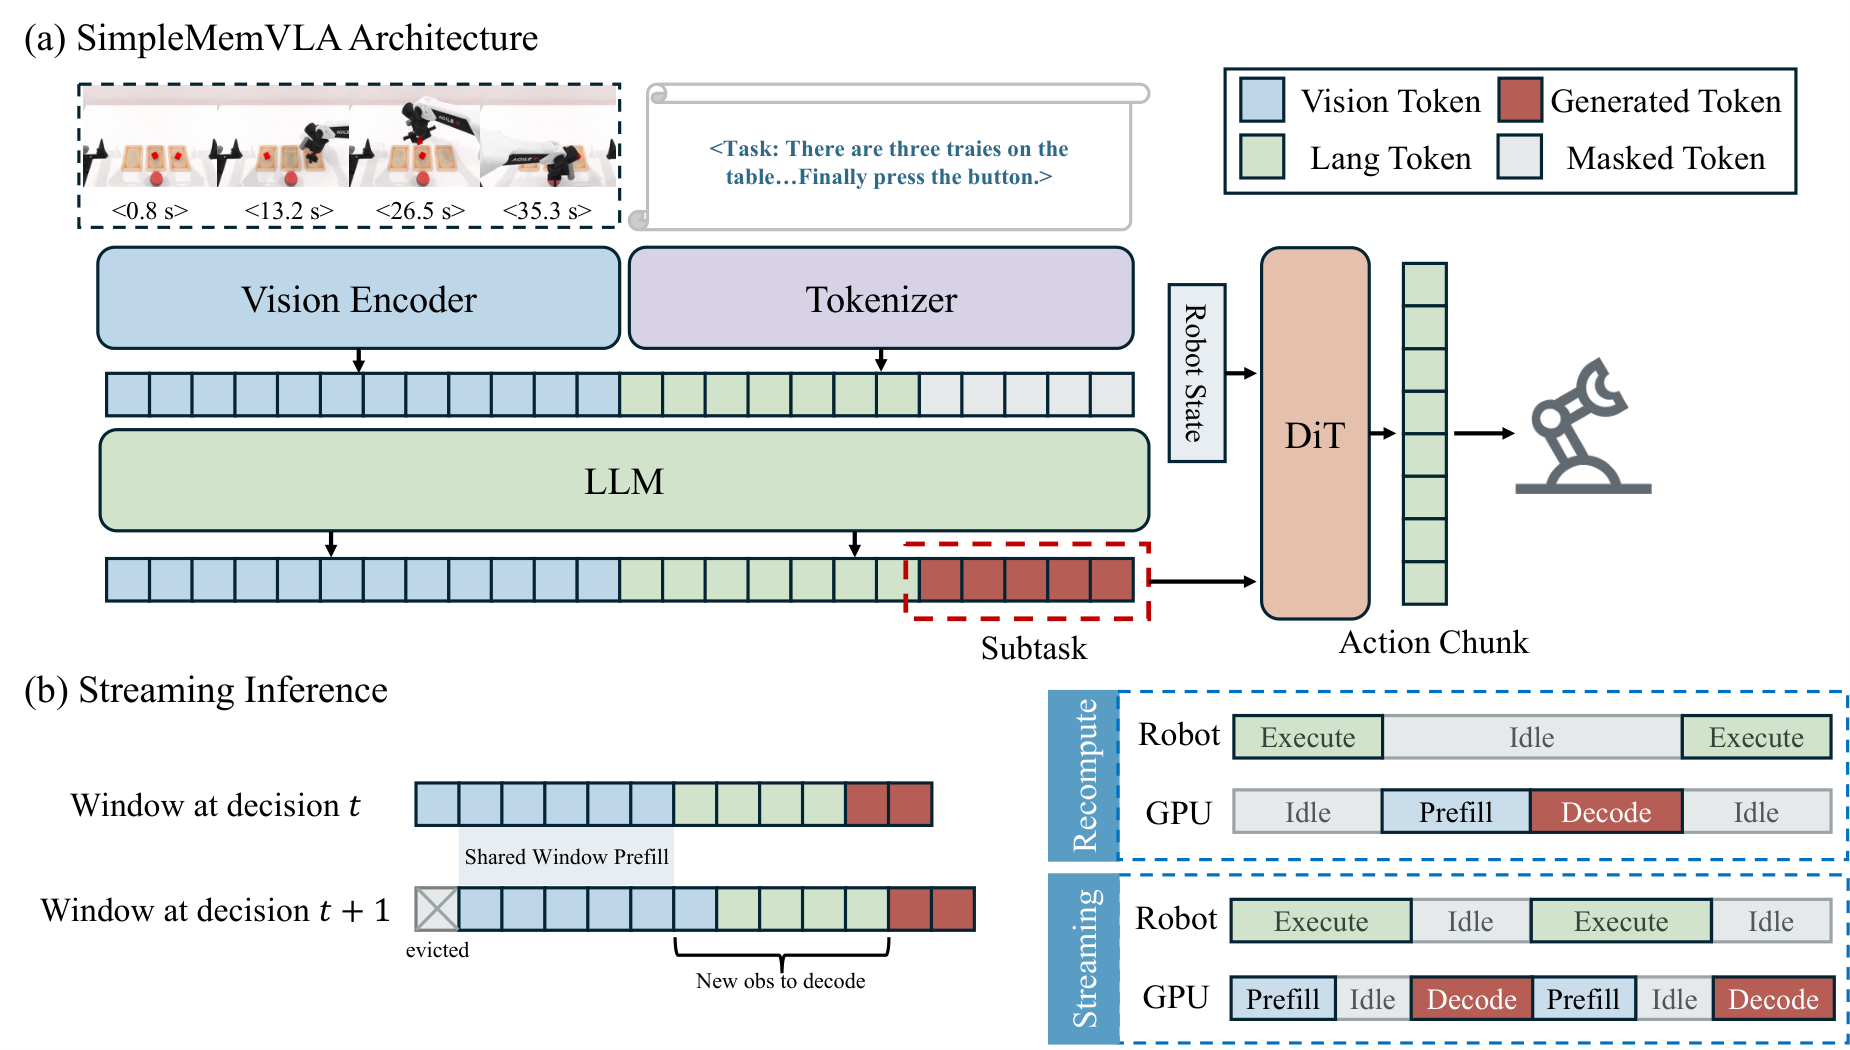 (a) SimpleMemVLA Architecture
<0.8 s>
<13.2 s>
<26.5 s>
<35.3 s>
<Task: There are three traies on the
table…Finally press the button.>
Vision Token
Generated Token
Lang Token
Masked Token
Vision Encoder
Tokenizer
Robot State
DiT
LLM
Subtask
Action Chunk
(b) Streaming Inference
Window at decision t
Shared Window Prefill
Window at decision t + 1
evicted
New obs to decode
Recompute
Robot
Execute
Idle
Execute
GPU
Idle
Prefill
Decode
Idle
Streaming
Robot
Execute
Idle
Execute
Idle
GPU
Prefill
Idle
Decode
Prefill
Idle
Decode